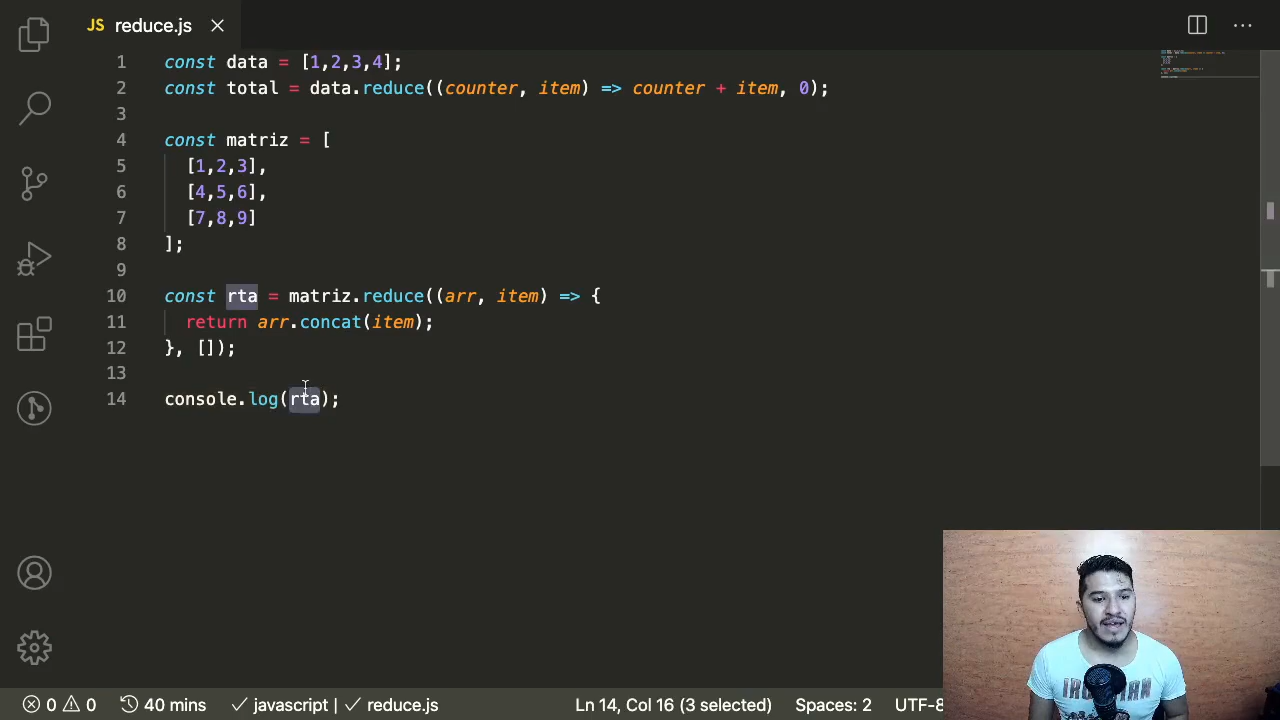 JS reduce.js
1 const data = [1,2,3,4];
2 const total = data.reduce((counter, item) => counter + item, 0);
3
4 const matriz = [
5 [1,2,3],
6 [4,5,6],
7 [7,8,9]
8 ];
9
10 const rta = matriz.reduce((arr, item) => {
11 return arr.concat(item);
12 }, []);
13
14 console.log(rta);
0 0 40 mins javascript | reduce.js Ln 14, Col 16 (3 selected) Spaces: 2 UTF-8